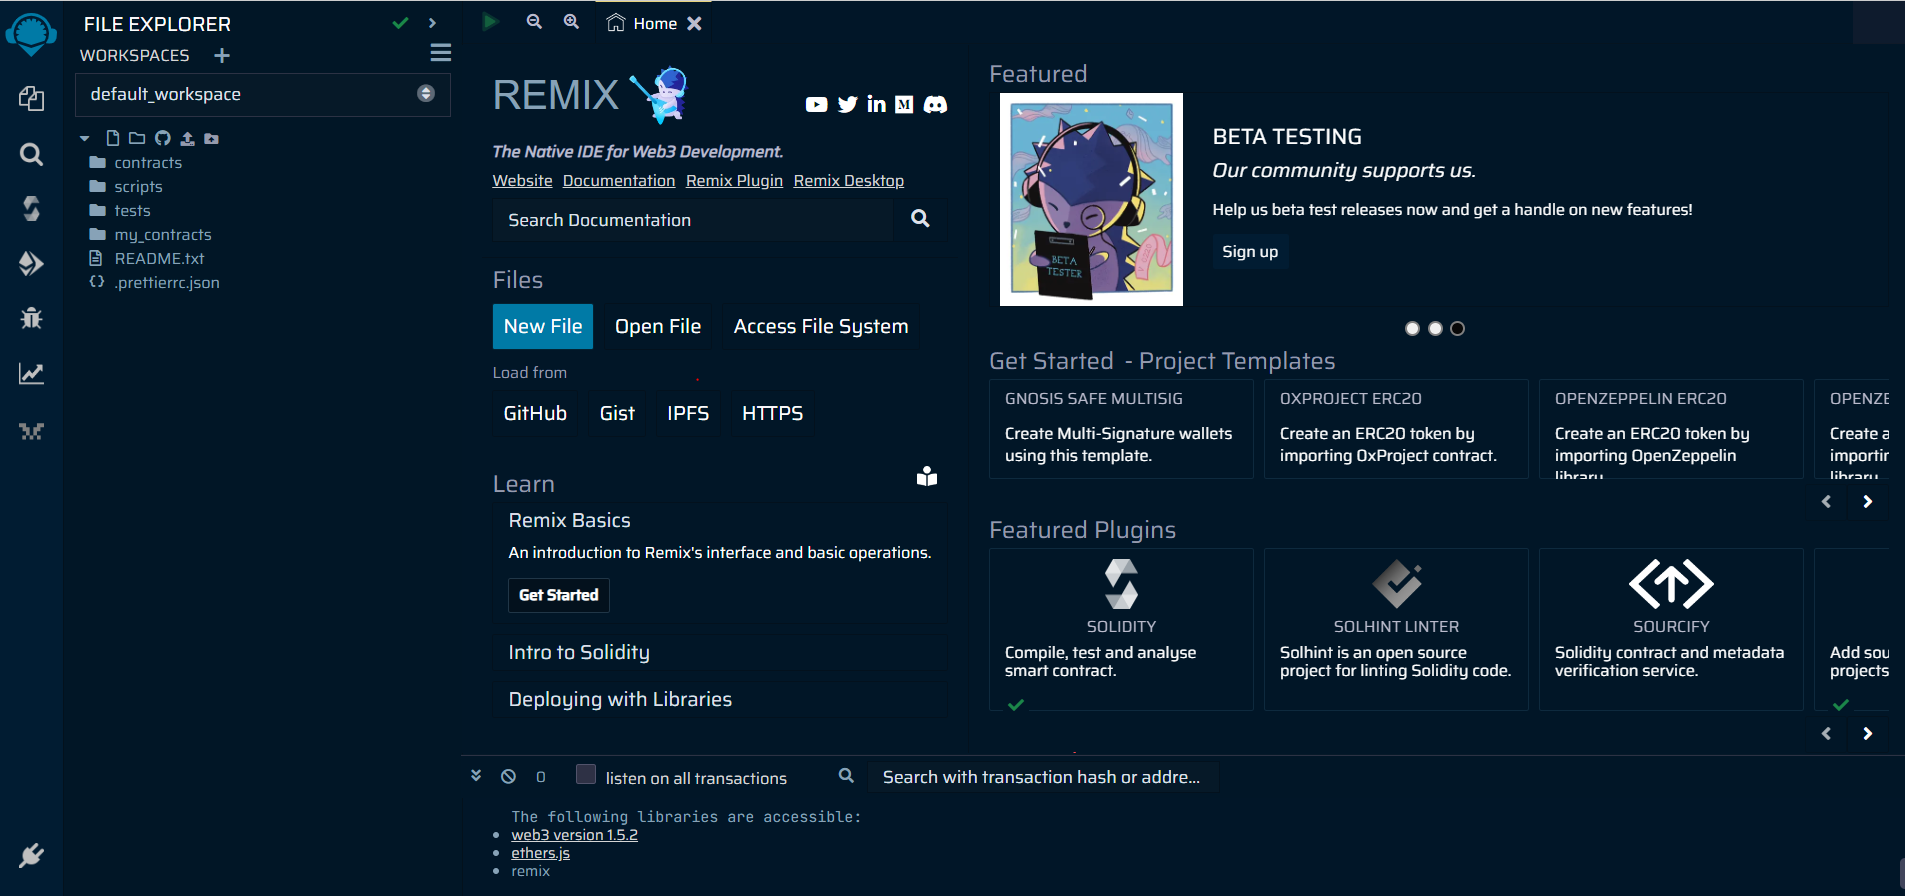 FILE EXPLORER
WORKSPACES
default_workspace
contracts
scripts
tests
my_contracts
README.txt
.prettierrc.json
Home
REMIX
The Native IDE for Web3 Development.
Website Documentation Remix Plugin Remix Desktop
Search Documentation
Files
New File Open File Access File System
Load from
GitHub Gist IPFS HTTPS
Learn
Remix Basics
An introduction to Remix's interface and basic operations.
Get Started
Intro to Solidity
Deploying with Libraries
Featured
BETA
TESTER
BETA TESTING
Our community supports us.
Help us beta test releases now and get a handle on new features!
Sign up
Get Started - Project Templates
GNOSIS SAFE MULTISIG
Create Multi-Signature wallets
using this template.
0XPROJECT ERC20
Create an ERC20 token by
importing 0xProject contract.
OPENZEPPELIN ERC20
Create an ERC20 token by
importing OpenZeppelin
library.
OPENZE
Create a
importin
library.
Featured Plugins
SOLIDITY
Compile, test and analyse
smart contract.
SOLHINT LINTER
Solhint is an open source
project for linting Solidity code.
SOURCIFY
Solidity contract and metadata
verification service.
Add sou
projects
0 listen on all transactions Search with transaction hash or addre...
The following libraries are accessible:
web3 version 1.5.2
ethers.js
remix